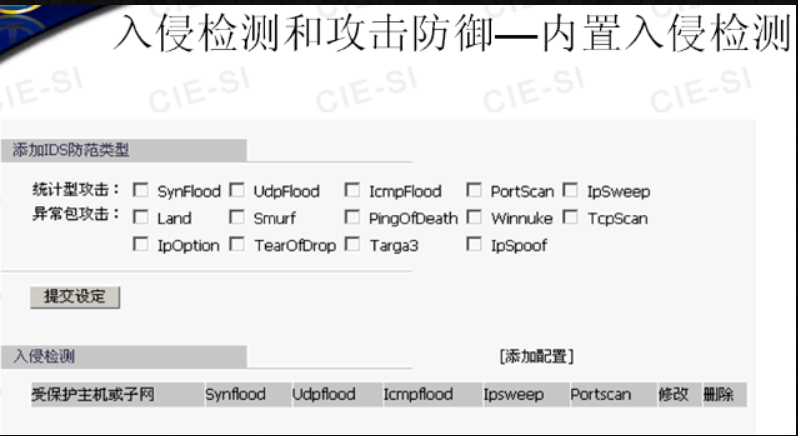 入侵检测和攻击防御—内置入侵检测
CIE-SI CIE-SI CIE-SI CIE-SI CIE-SI
添加IDS防范类型
统计型攻击： SynFlood UdpFlood IcmpFlood PortScan IpSweep
异常包攻击： Land Smurf PingOfDeath Winnuke TcpScan
IpOption TearOfDrop Targa3 IpSpoof
提交设定
入侵检测 [添加配置]
受保护主机或子网 Synflood Udpflood Icmpflood Ipsweep Portscan 修改 删除